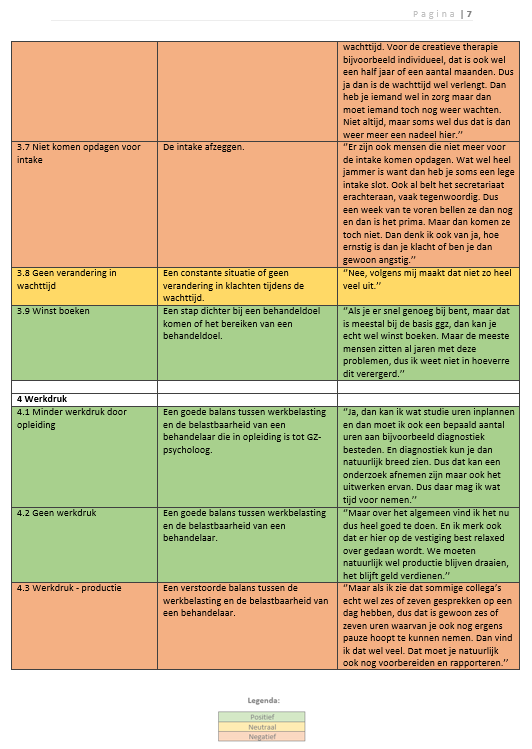 Pagina | 7
wachttijd. Voor de creatieve therapie
bijvoorbeeld individueel, dat is ook wel
een half jaar of een aantal maanden. Dus
ja dan is de wachttijd wel verlengt. Dan
heb je iemand wel in zorg maar dan
moet iemand toch nog weer wachten.
Niet altijd, maar soms wel dus dat is dan
weer meer een nadeel hier.’’
3.7 Niet komen opdagen voor
intake
De intake afzeggen.
‘‘Er zijn ook mensen die niet meer voor
de intake komen opdagen. Wat wel heel
jammer is want dan heb je soms een lege
intake slot. Ook al belt het secretariaat
erachteraan, vaak tegenwoordig. Dus
een week van te voren bellen ze dan nog
en dan is het prima. Maar dan komen ze
toch niet. Dan denk ik ook van ja, hoe
ernstig is dan je klacht of ben je dan
gewoon angstig.’’
3.8 Geen verandering in
wachttijd
Een constante situatie of geen
verandering in klachten tijdens de
wachttijd.
‘‘Nee, volgens mij maakt dat niet zo heel
veel uit.’’
3.9 Winst boeken
Een stap dichter bij een behandeldoel
komen of het bereiken van een
behandeldoel.
‘‘Als je er snel genoeg bij bent, maar dat
is meestal bij de basis ggz, dan kan je
echt wel winst boeken. Maar de meeste
mensen zitten al jaren met deze
problemen, dus ik weet niet in hoeverre
dit verergerd.’’
4 Werkdruk
4.1 Minder werkdruk door
opleiding
Een goede balans tussen werkbelasting
en de belastbaarheid van een
behandelaar die in opleiding is tot GZ-
psycholoog.
‘‘Ja, dan kan ik wat studie uren inplannen
en dan moet ik ook een bepaald aantal
uren aan bijvoorbeeld diagnostiek
besteden. En diagnostiek kun je dan
natuurlijk breed zien. Dus dat kan een
onderzoek afnemen zijn maar ook het
uitwerken ervan. Dus daar mag ik wat
tijd voor nemen.’’
4.2 Geen werkdruk
Een goede balans tussen werkbelasting
en de belastbaarheid van een
behandelaar.
‘‘Maar over het algemeen vind ik het nu
dus heel goed te doen. En ik merk ook
dat er hier op de vestiging best relaxed
over gedaan wordt. We moeten
natuurlijk wel productie blijven draaien,
het blijft geld verdienen.’’
4.3 Werkdruk - productie
Een verstoorde balans tussen de
werkbelasting en de belastbaarheid van
een behandelaar.
‘‘Maar als ik zie dat sommige collega’s
echt wel zes of zeven gesprekken op een
dag hebben, dus dat is gewoon zes of
zeven uren waarvan je ook nog ergens
pauze hoopt te kunnen nemen. Dan vind
ik dat wel veel. Dat moet je natuurlijk
ook nog voorbereiden en rapporteren.’’
Legenda:
Positief
Neutraal
Negatief